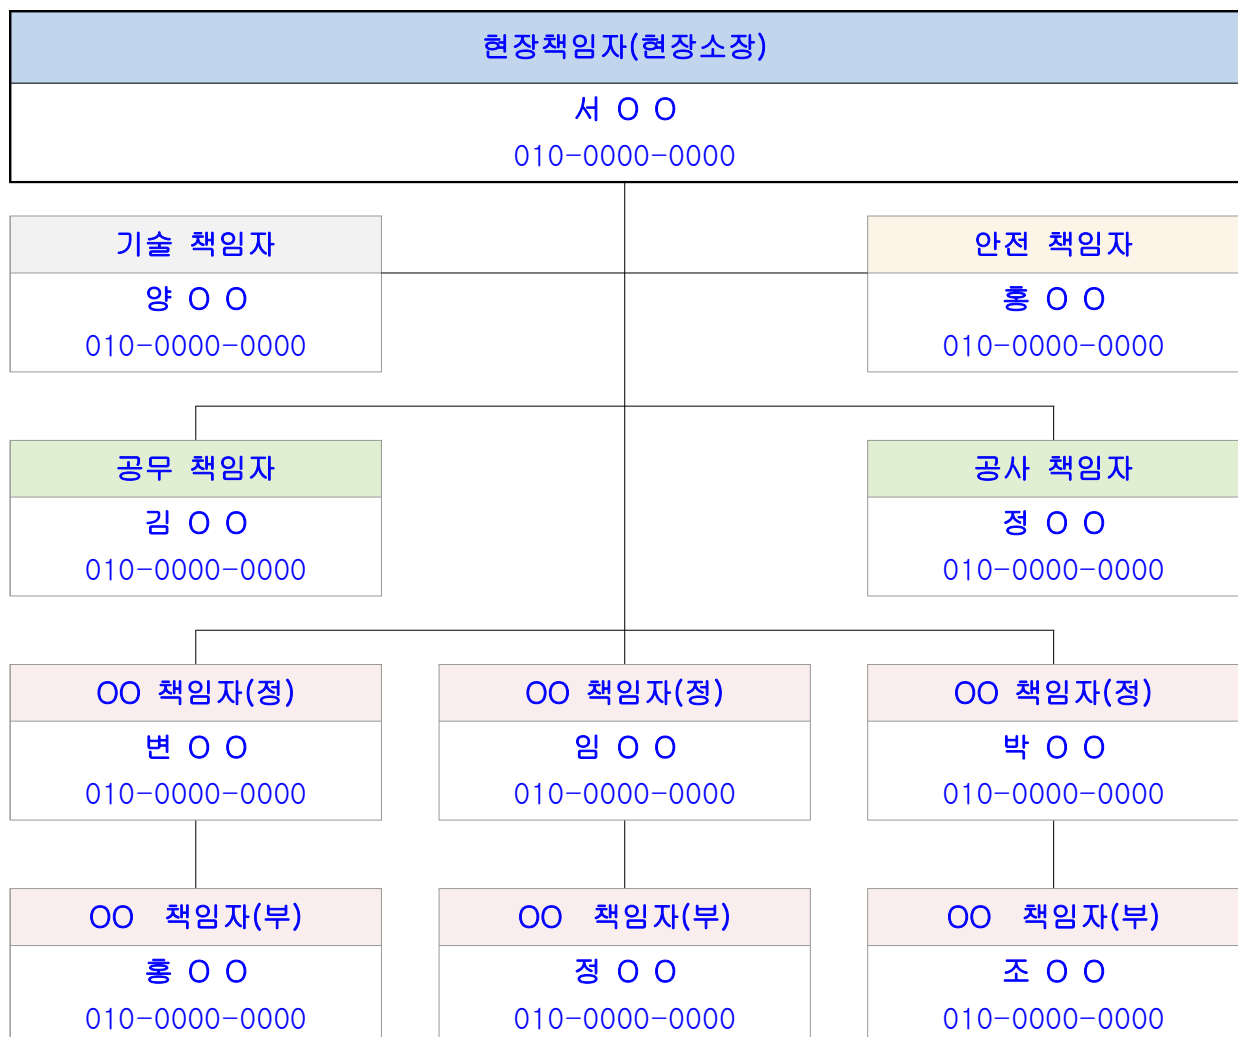 현장책임자(현장소장)
서 O O
010-0000-0000
기술 책임자
양 O O
010-0000-0000
안전 책임자
홍 O O
010-0000-0000
공무 책임자
김 O O
010-0000-0000
공사 책임자
정 O O
010-0000-0000
OO 책임자(정)
변 O O
010-0000-0000
OO 책임자(정)
임 O O
010-0000-0000
OO 책임자(정)
박 O O
010-0000-0000
OO 책임자(부)
홍 O O
010-0000-0000
OO 책임자(부)
정 O O
010-0000-0000
OO 책임자(부)
조 O O
010-0000-0000